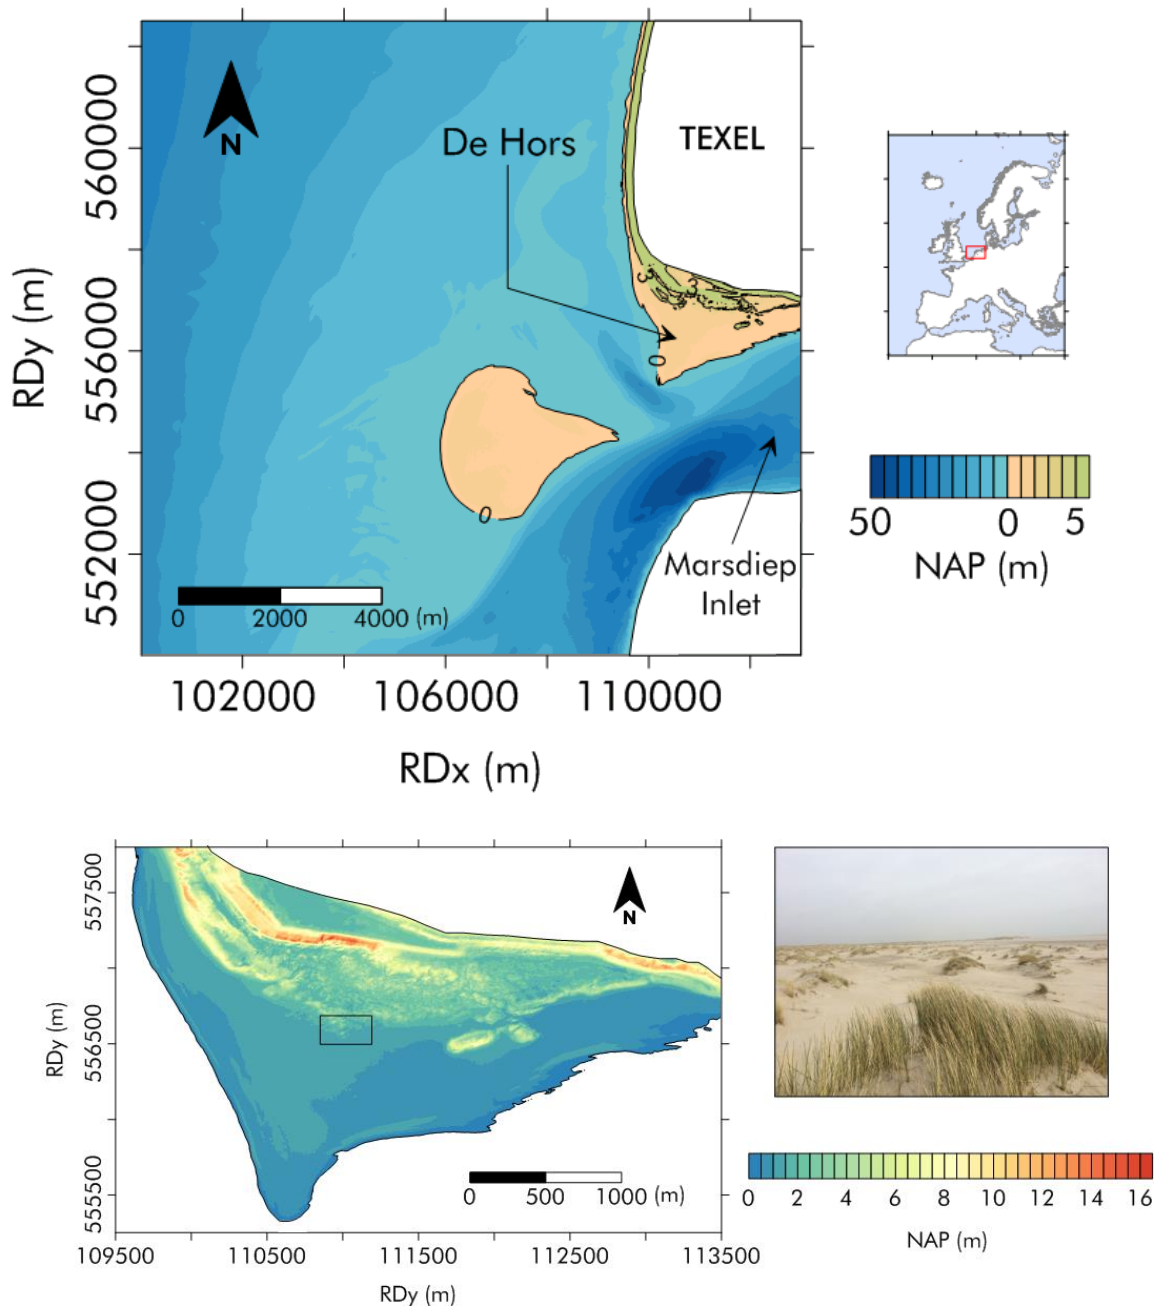 560000
556000
552000
RDy (m)
N
De Hors
TEXEL
3
3
0
0
Marsdiep
Inlet
0 2000 4000 (m)
102000 106000 110000
RDx (m)
50 0 5
NAP (m)
557500
556500
555500
RDy (m)
N
0 500 1000 (m)
109500 110500 111500 112500 113500
RDy (m)
0 2 4 6 8 10 12 14 16
NAP (m)